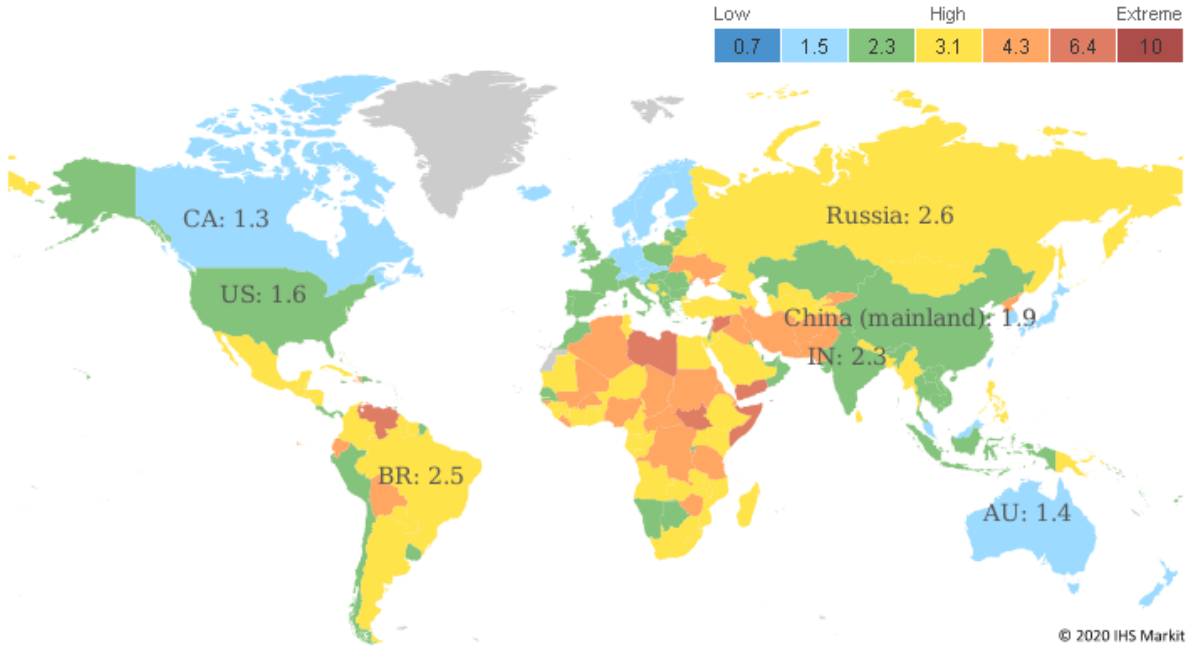 Low High Extreme
0.7 1.5 2.3 3.1 4.3 6.4 10
CA: 1.3
Russia: 2.6
US: 1.6
China (mainland): 1.9
IN: 2.3
BR: 2.5
AU: 1.4
© 2020 IHS Markit